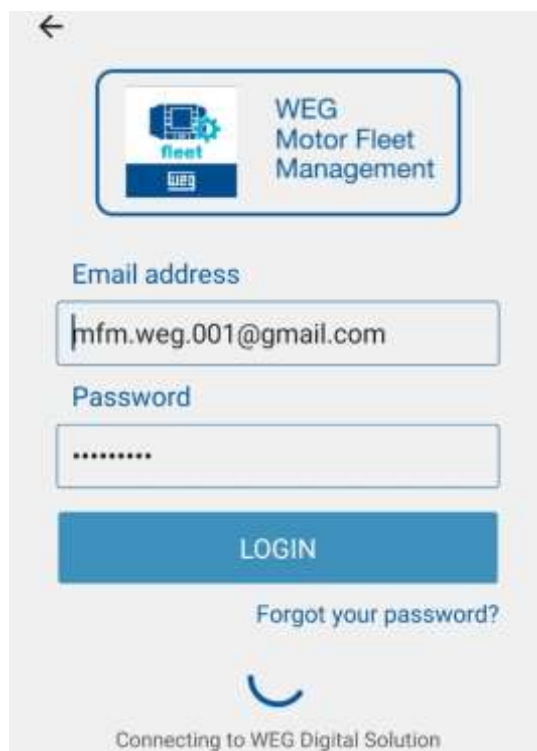 WEG
Motor Fleet
Management
fleet
weg
Email address
mfm.weg.001@gmail.com
Password
•••••••••
LOGIN
Forgot your password?
Connecting to WEG Digital Solution